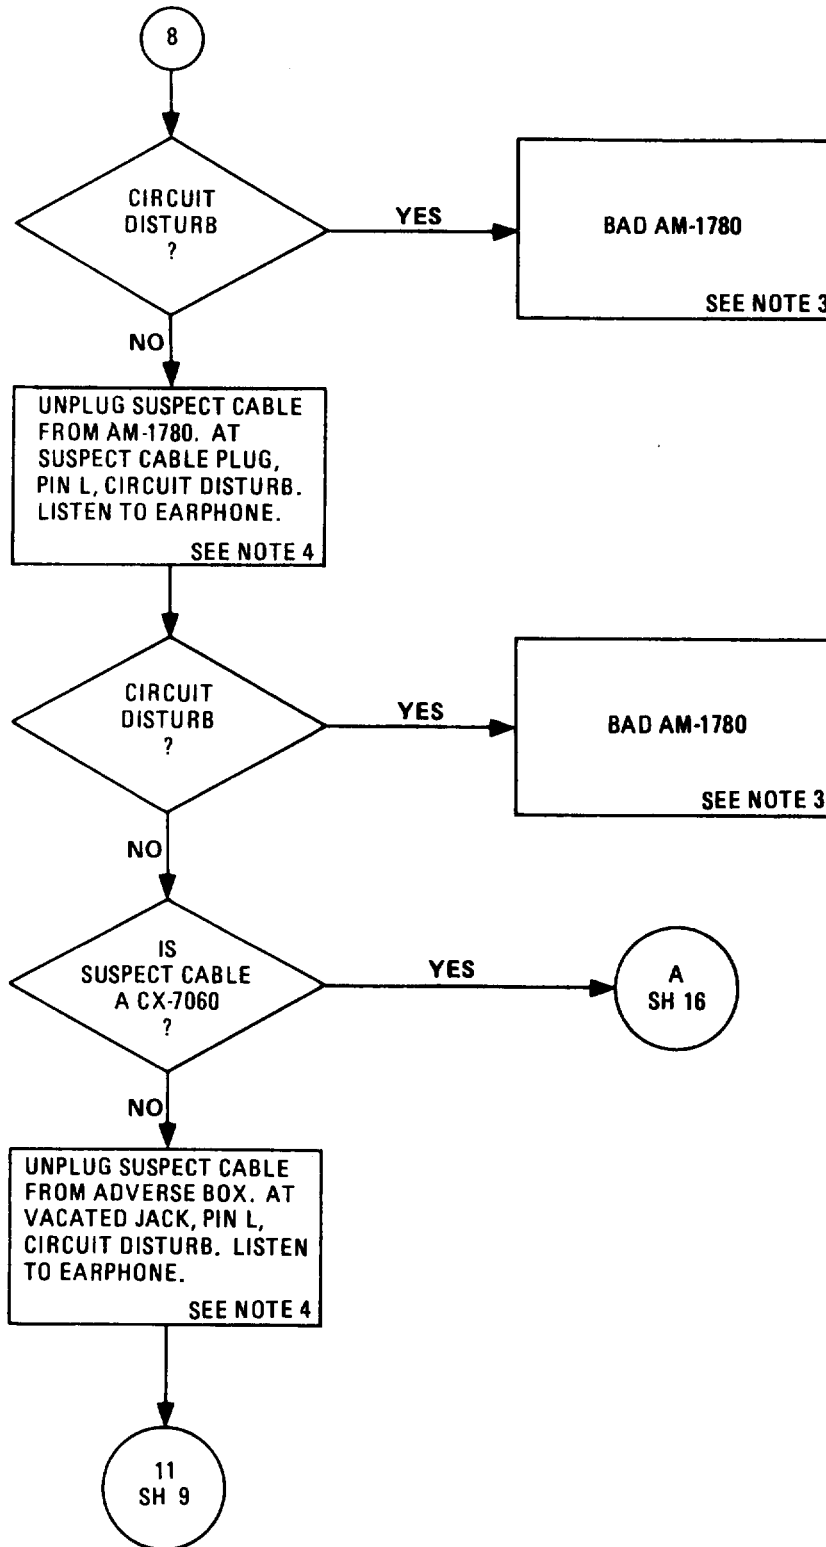 8
CIRCUIT
DISTURB
?
YES
BAD AM-1780
SEE NOTE 3
NO
UNPLUG SUSPECT CABLE
FROM AM-1780. AT
SUSPECT CABLE PLUG,
PIN L, CIRCUIT DISTURB.
LISTEN TO EARPHONE.
SEE NOTE 4
CIRCUIT
DISTURB
?
YES
BAD AM-1780
SEE NOTE 3
NO
IS
SUSPECT CABLE
A CX-7060
?
YES
A
SH 16
NO
UNPLUG SUSPECT CABLE
FROM ADVERSE BOX. AT
VACATED JACK, PIN L,
CIRCUIT DISTURB. LISTEN
TO EARPHONE.
SEE NOTE 4
11
SH 9